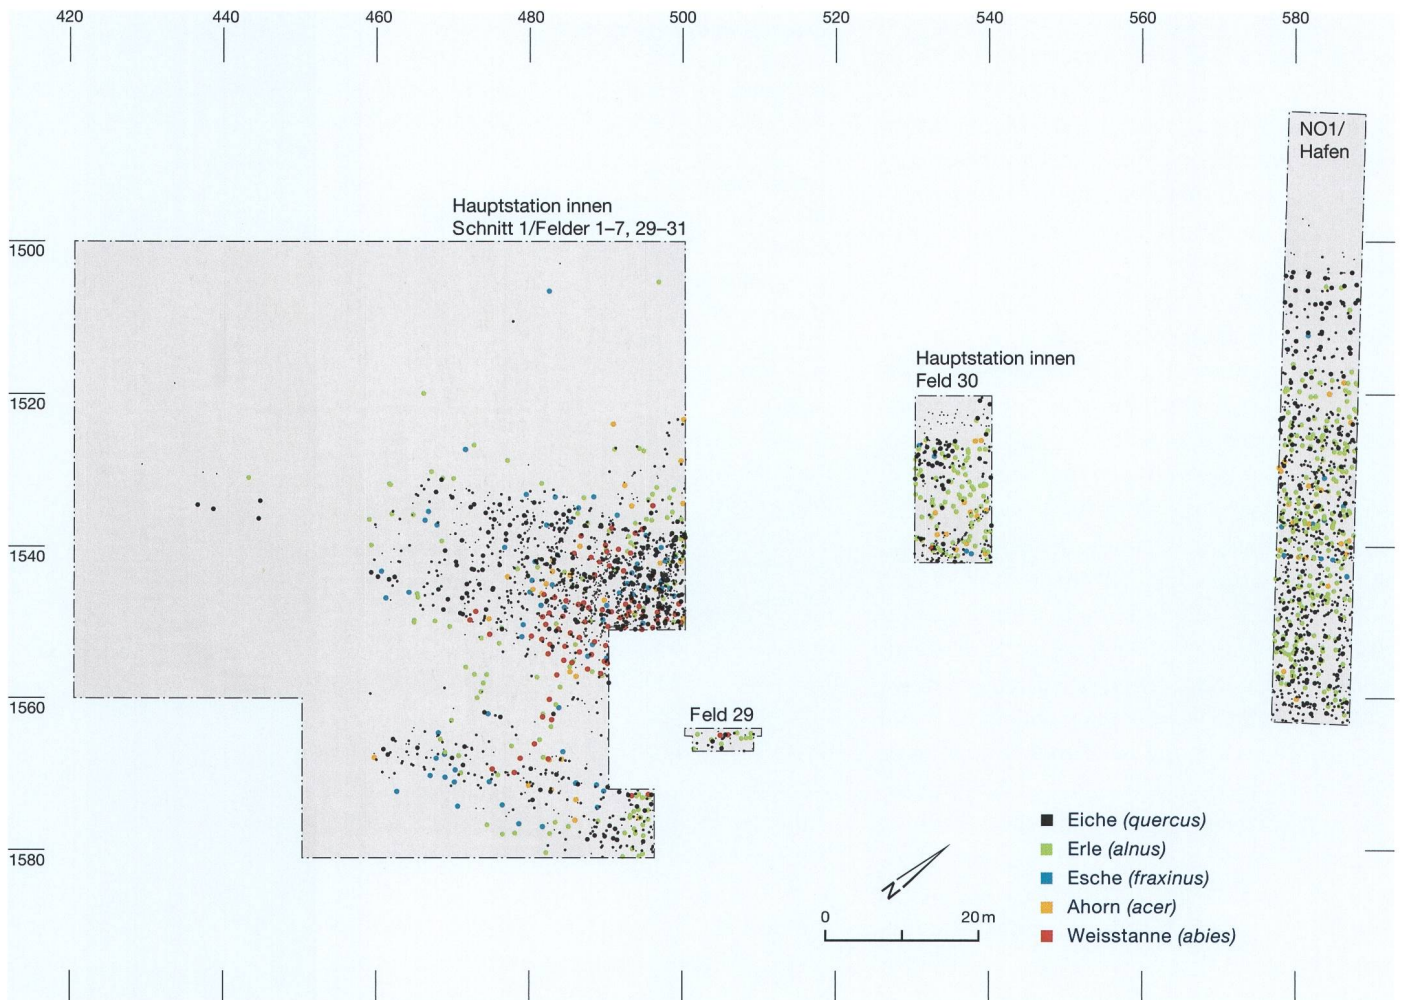 420 440 460 480 500 520 540 560 580
NO1/
Hafen
Hauptstation innen
Schnitt 1/Felder 1–7, 29–31
1500
Hauptstation innen
Feld 30
1520
1540
1560
Feld 29
1580
N
0 20 m
Eiche (quercus)
Erle (alnus)
Esche (fraxinus)
Ahorn (acer)
Weisstanne (abies)